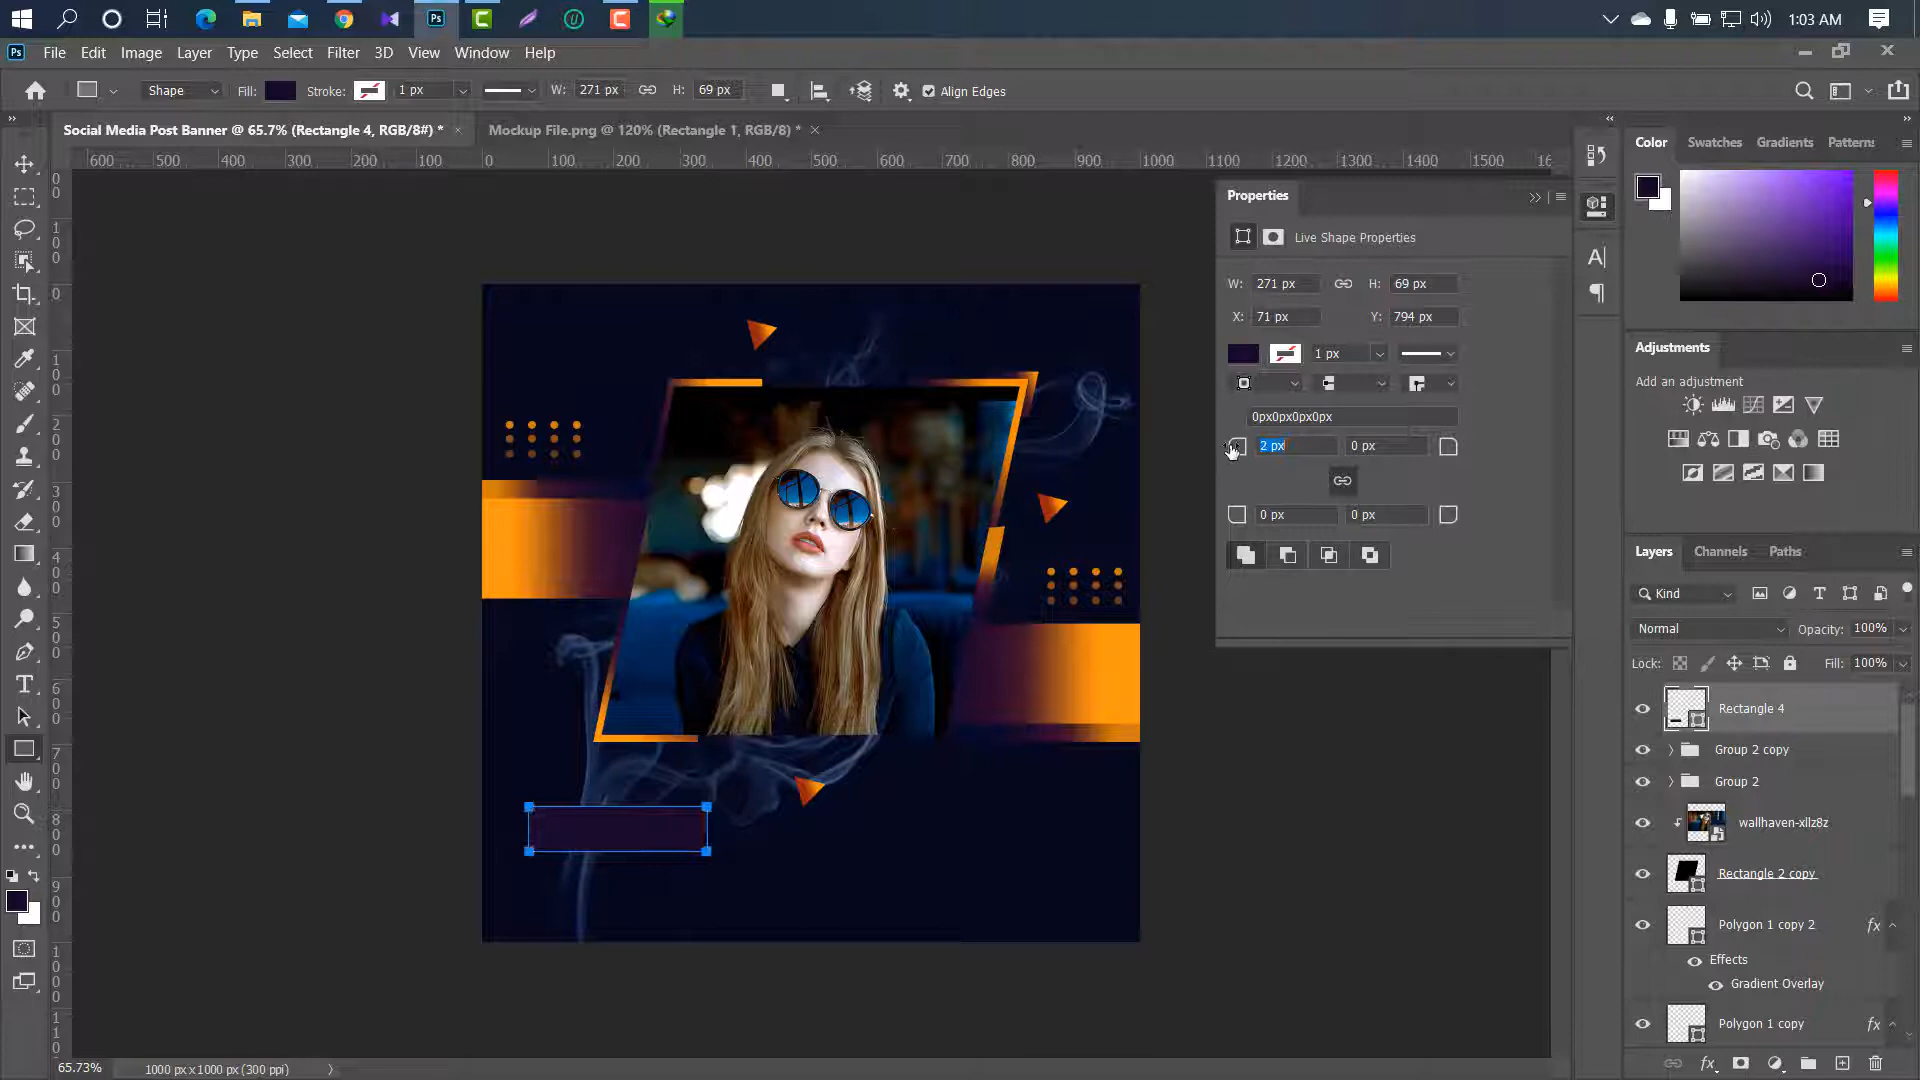 1:03 AM
Ps File Edit Image Layer Type Select Filter 3D View Window Help
Shape Fill: Stroke: 1 px W: 271 px H: 69 px Align Edges
Social Media Post Banner @ 65.7% (Rectangle 4, RGB/8#) * × Mockup File.png @ 120% (Rectangle 1, RGB/8) * ×
600 500 400 300 200 100 0 100 200 300 400 500 600 700 800 900 1000 1100 1200 1300 1400 1500
Color Swatches Gradients Patterns
Properties
Live Shape Properties
W: 271 px H: 69 px
X: 71 px Y: 794 px
1 px
0px0px0px0px
2 px 0 px
0 px 0 px
Adjustments
Add an adjustment
Layers Channels Paths
Kind
Normal Opacity: 100%
Lock: Fill: 100%
Rectangle 4
Group 2 copy
Group 2
wallhaven-xllz8z
Rectangle 2 copy
Polygon 1 copy 2 fx
Effects
Gradient Overlay
Polygon 1 copy fx
65.73% 1000 px x 1000 px (300 ppi)
fx